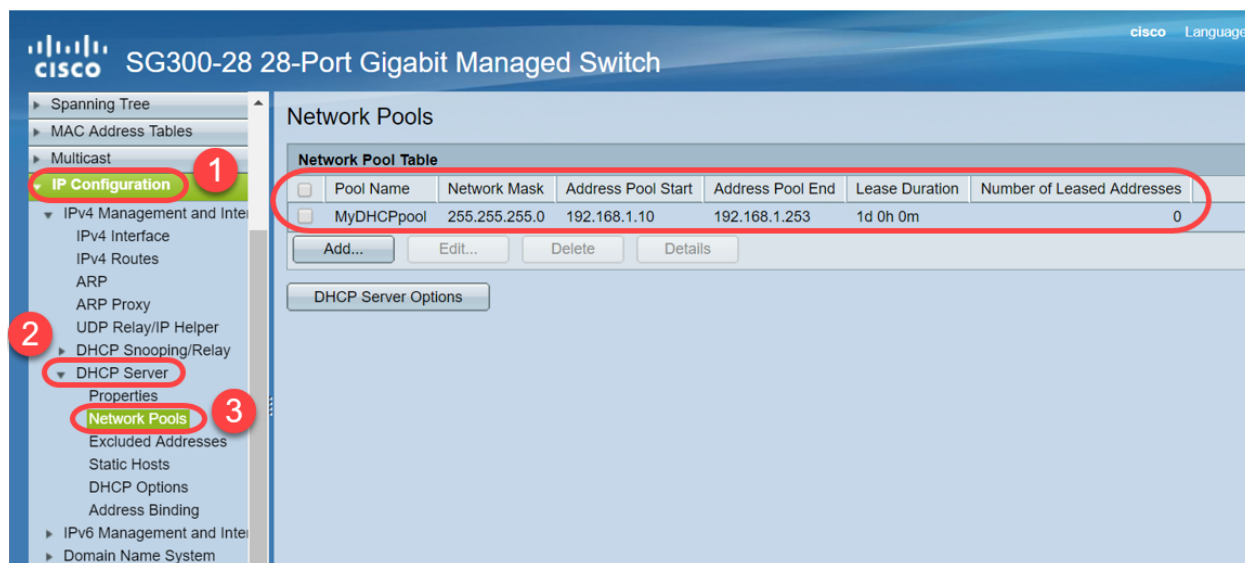 cisco Language
CISCO SG300-28 28-Port Gigabit Managed Switch
Spanning Tree
MAC Address Tables
Multicast
1
IP Configuration
IPv4 Management and Inte
IPv4 Interface
IPv4 Routes
ARP
ARP Proxy
UDP Relay/IP Helper
2
DHCP Snooping/Relay
DHCP Server
Properties
Network Pools
3
Excluded Addresses
Static Hosts
DHCP Options
Address Binding
IPv6 Management and Inte
Domain Name System
Network Pools
Network Pool Table
Pool Name Network Mask Address Pool Start Address Pool End Lease Duration Number of Leased Addresses
MyDHCPpool 255.255.255.0 192.168.1.10 192.168.1.253 1d 0h 0m 0
Add... Edit... Delete Details
DHCP Server Options